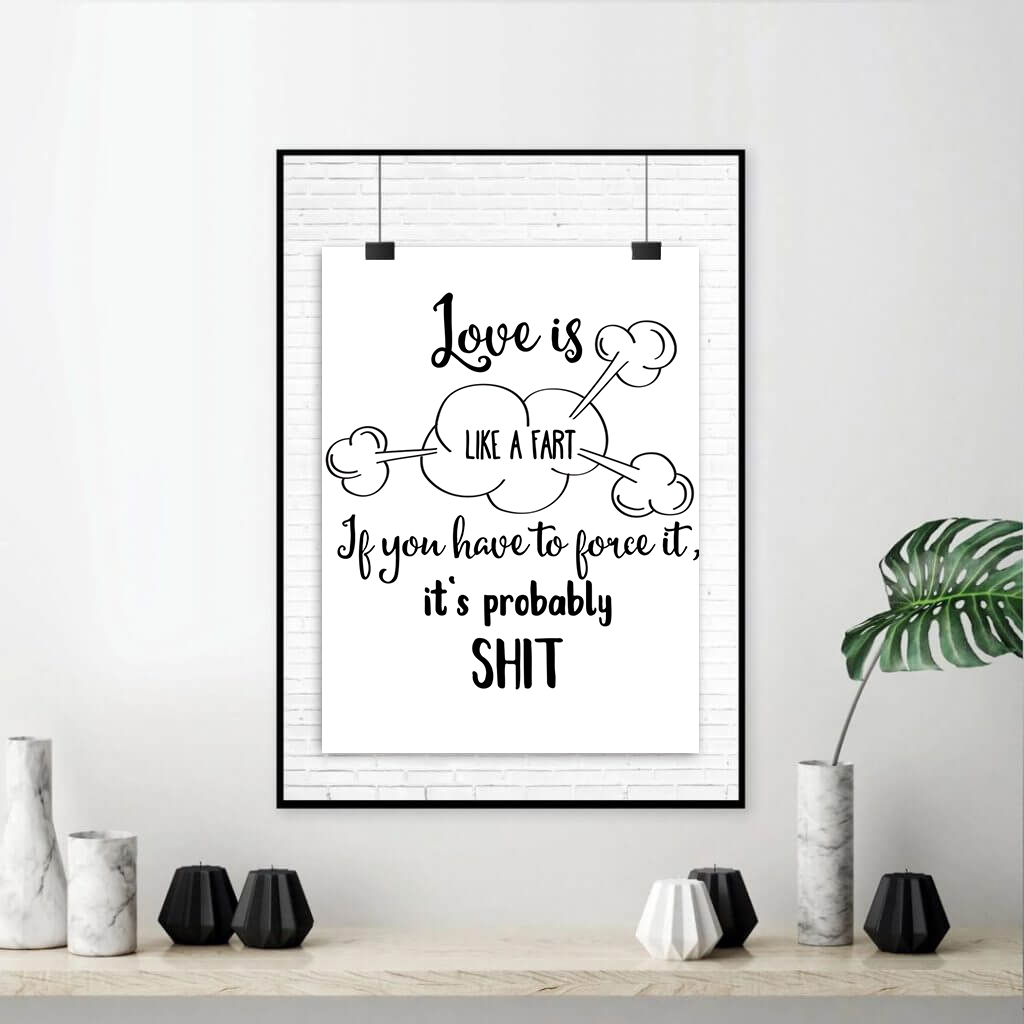 Love is
LIKE A FART
If you have to force it,
it's probably
SHIT